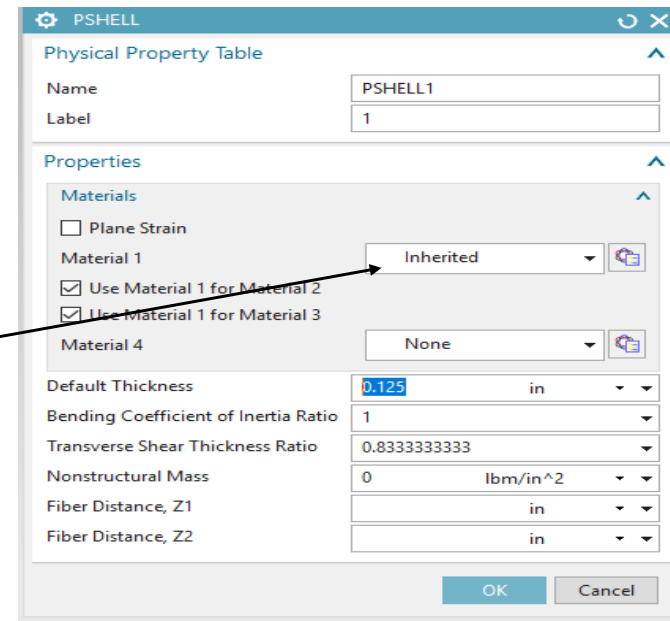 PSHELL
Physical Property Table
Name PSHELL1
Label 1
Properties
Materials
Plane Strain
Material 1 Inherited
Use Material 1 for Material 2
Use Material 1 for Material 3
Material 4 None
Default Thickness 0.125 in
Bending Coefficient of Inertia Ratio 1
Transverse Shear Thickness Ratio 0.8333333333
Nonstructural Mass 0 lbm/in^2
Fiber Distance, Z1 in
Fiber Distance, Z2 in
OK Cancel